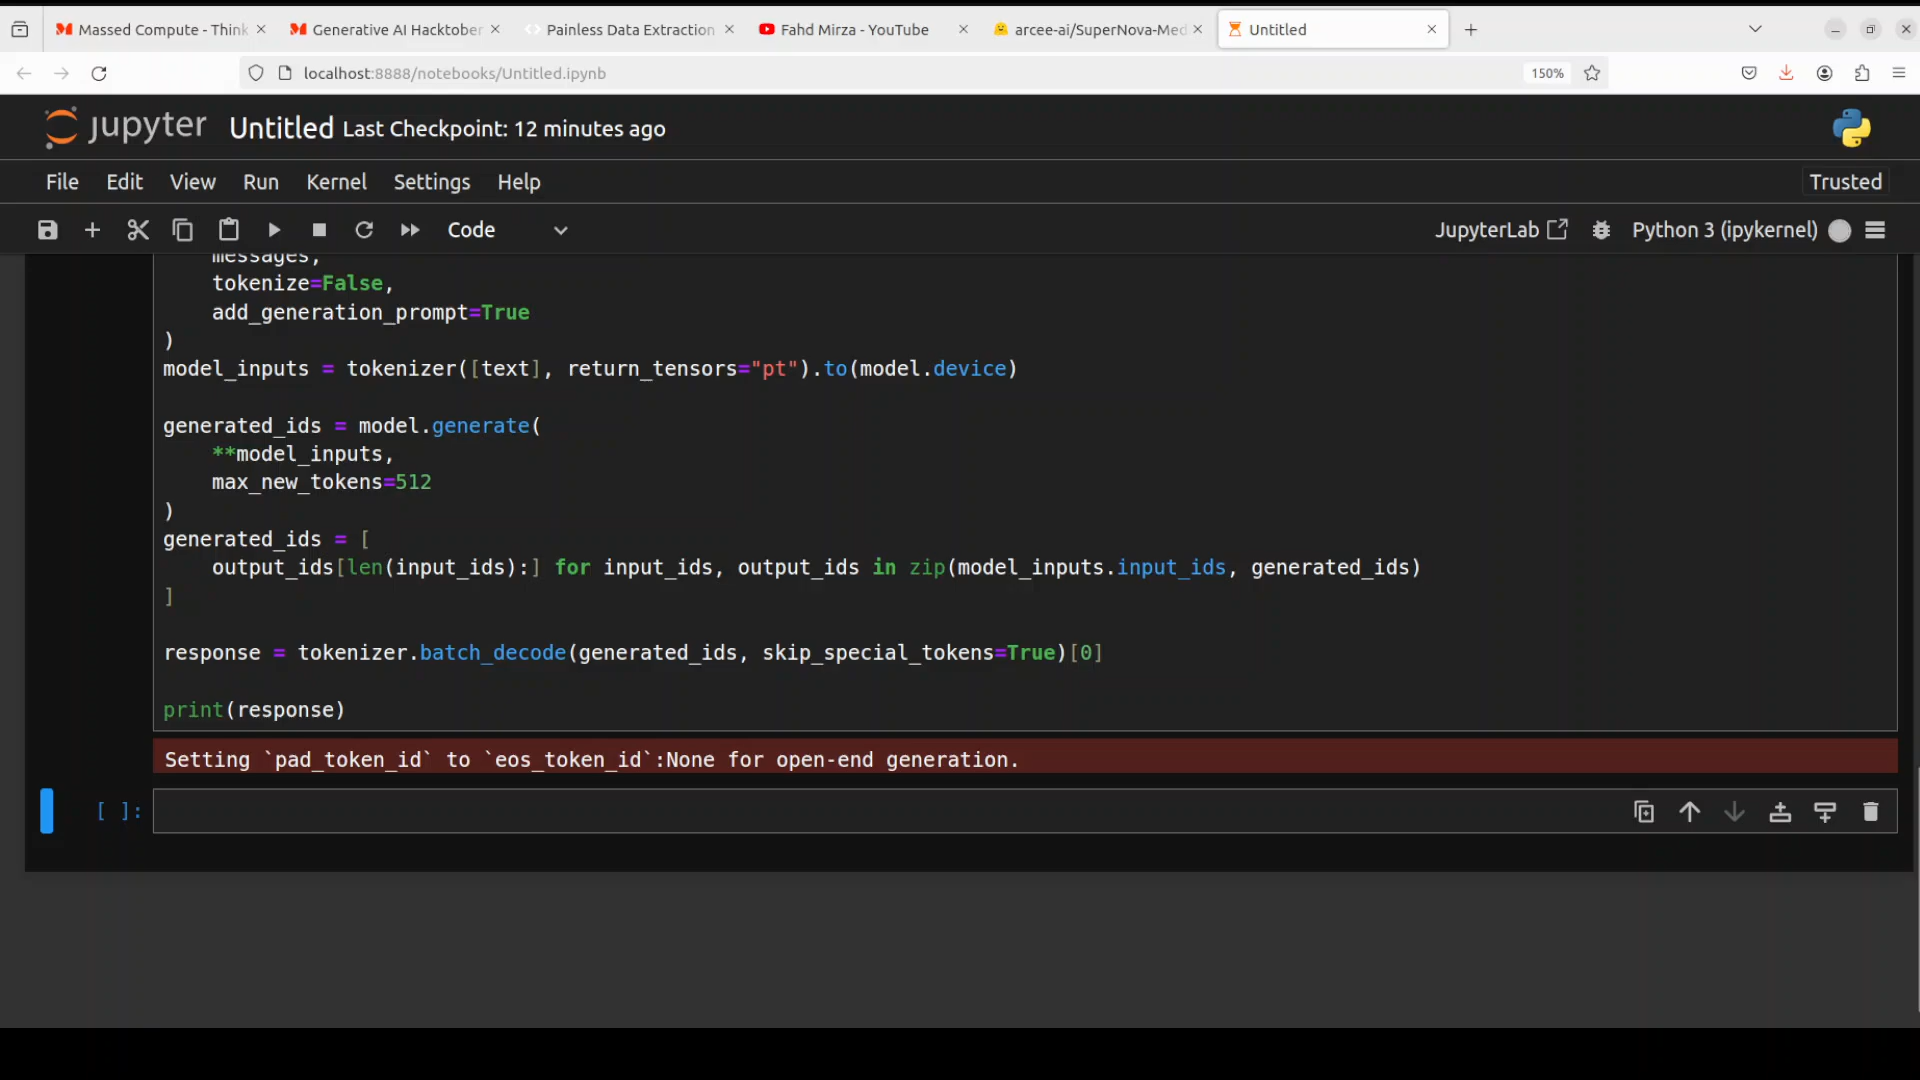 Massed Compute - Think
Generative AI Hacktober
Painless Data Extraction
Fahd Mirza - YouTube
arcee-ai/SuperNova-Med
Untitled
localhost:8888/notebooks/Untitled.ipynb
150%
jupyter
Untitled Last Checkpoint: 12 minutes ago
File Edit View Run Kernel Settings Help
Trusted
Code
JupyterLab
Python 3 (ipykernel)
messages,
tokenize=False,
add_generation_prompt=True
)
model_inputs = tokenizer([text], return_tensors="pt").to(model.device)
generated_ids = model.generate(
**model_inputs,
max_new_tokens=512
)
generated_ids = [
output_ids[len(input_ids):] for input_ids, output_ids in zip(model_inputs.input_ids, generated_ids)
]
response = tokenizer.batch_decode(generated_ids, skip_special_tokens=True)[0]
print(response)
Setting `pad_token_id` to `eos_token_id`:None for open-end generation.
[ ]: